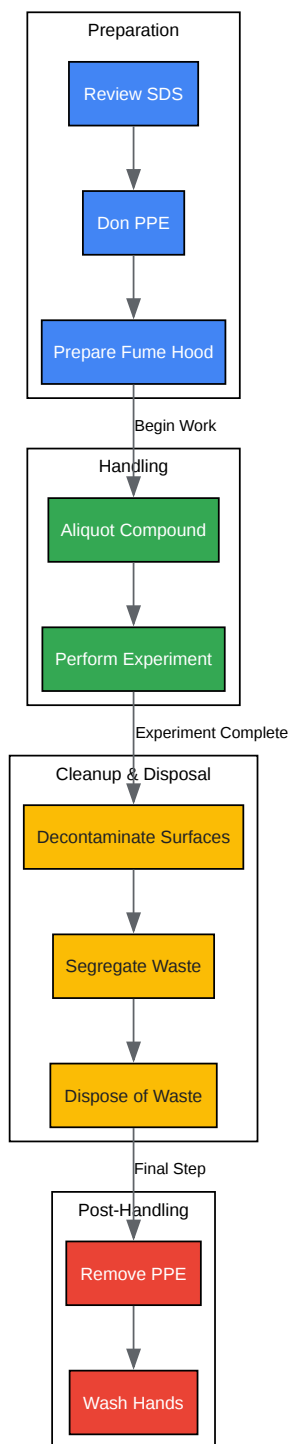 Preparation
Review SDS
Don PPE
Prepare Fume Hood
Begin Work
Handling
Aliquot Compound
Perform Experiment
Experiment Complete
Cleanup & Disposal
Decontaminate Surfaces
Segregate Waste
Dispose of Waste
Final Step
Post-Handling
Remove PPE
Wash Hands